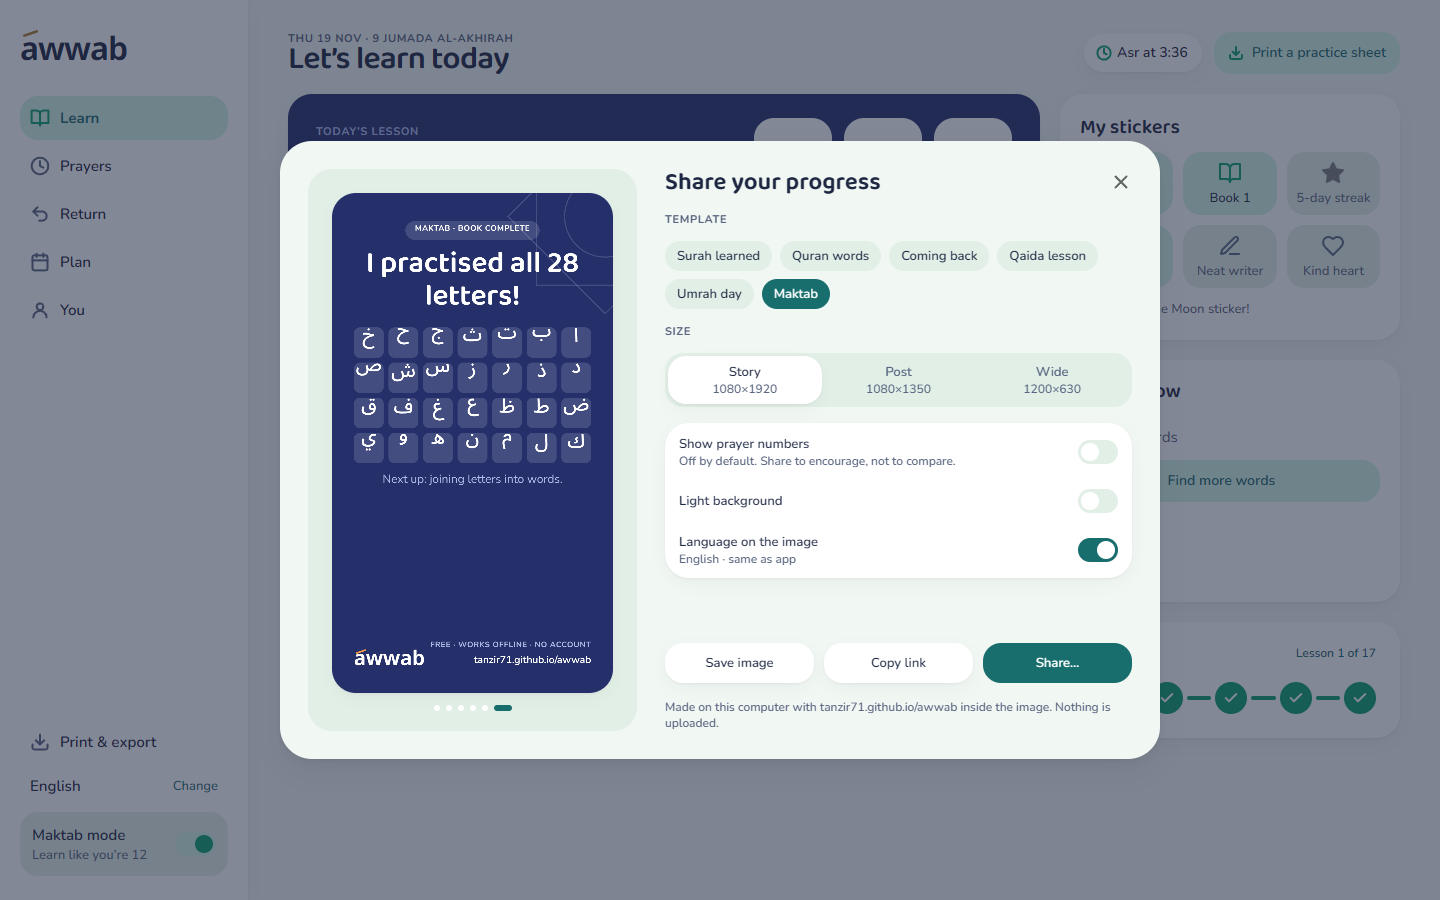 awwab
Learn
Prayers
Return
Plan
You
Print & export
English
Change
Maktab mode
Learn like you're 12
THU 19 NOV · 9 JUMADA AL-AKHIRAH
Let's learn today
Asr at 3:36
Print a practice sheet
TODAY'S LESSON
My stickers
Book 1
5-day streak
Neat writer
Kind heart
Moon sticker!
Find more words
Lesson 1 of 17
MAKTAB · BOOK COMPLETE
I practised all 28
letters!
ا ب ت ث ج ح خ
د ذ ر ز س ش ص
ض ط ظ ع غ ف ق
ك ل م ن ه و ي
Next up: joining letters into words.
awwab
FREE · WORKS OFFLINE · NO ACCOUNT
tanzir71.github.io/awwab
Share your progress
TEMPLATE
Surah learned
Quran words
Coming back
Qaida lesson
Umrah day
Maktab
SIZE
Story
1080×1920
Post
1080×1350
Wide
1200×630
Show prayer numbers
Off by default. Share to encourage, not to compare.
Light background
Language on the image
English · same as app
Save image
Copy link
Share...
Made on this computer with tanzir71.github.io/awwab inside the image. Nothing is
uploaded.